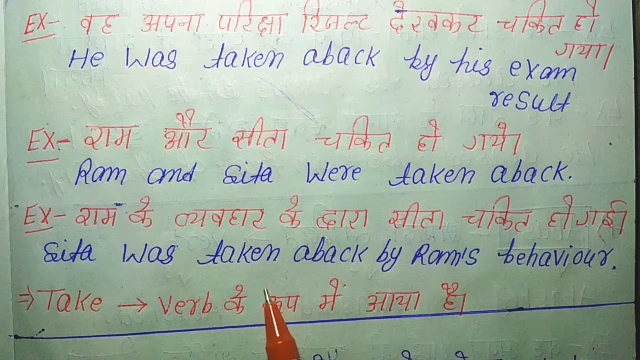 EX- वह अपना परिक्षा रिजल्ट देखकर चकित हो गया।
He was taken aback by his exam
result
EX- राम और सीता चकित हो गये।
Ram and Sita were taken aback.
EX- राम के व्यवहार के द्वारा सीता चकित हो गई।
Sita was taken aback by Ram's behaviour.
⇒ Take → Verb के रूप में आया है।